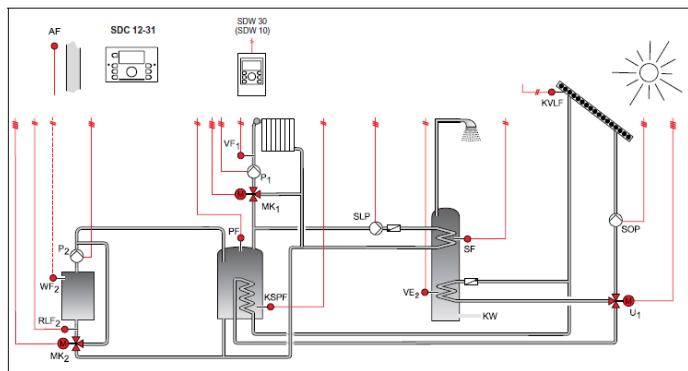 AF
SDC 12-31
SDW 30
(SDW 10)
KVLF
VF1
P1
M
MK1
SLP
SOP
PF
SF
P2
WF2
KSPF
VE2
M
U1
RLF2
KW
M
MK2